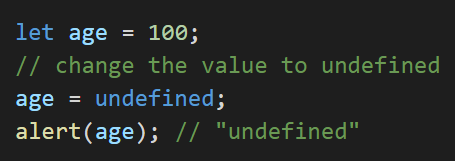 let age = 100;
// change the value to undefined
age = undefined;
alert(age); // "undefined"